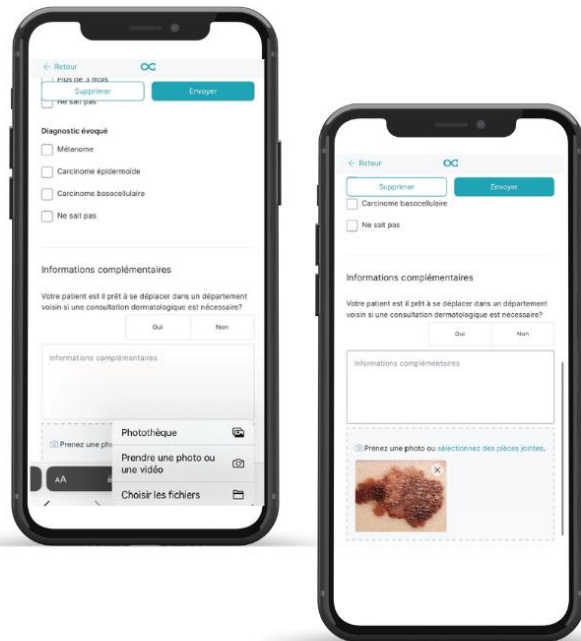 ← Retour
Plus de 3 mois
Supprimer
Envoyer
Ne sait pas
Diagnostic évoqué
Mélanome
Carcinome épidermoïde
Carcinome basocellulaire
Ne sait pas
Informations complémentaires
Votre patient est il prêt à se déplacer dans un département
voisin si une consultation dermatologique est nécessaire?
Oui
Non
Informations complémentaires
Prenez une pho
Photothèque
Prendre une photo ou
une vidéo
Choisir les fichiers
AA
← Retour
Supprimer
Envoyer
Carcinome basocellulaire
Ne sait pas
Informations complémentaires
Votre patient est il prêt à se déplacer dans un département
voisin si une consultation dermatologique est nécessaire?
Oui
Non
Informations complémentaires
Prenez une photo ou sélectionnez des pièces jointes.